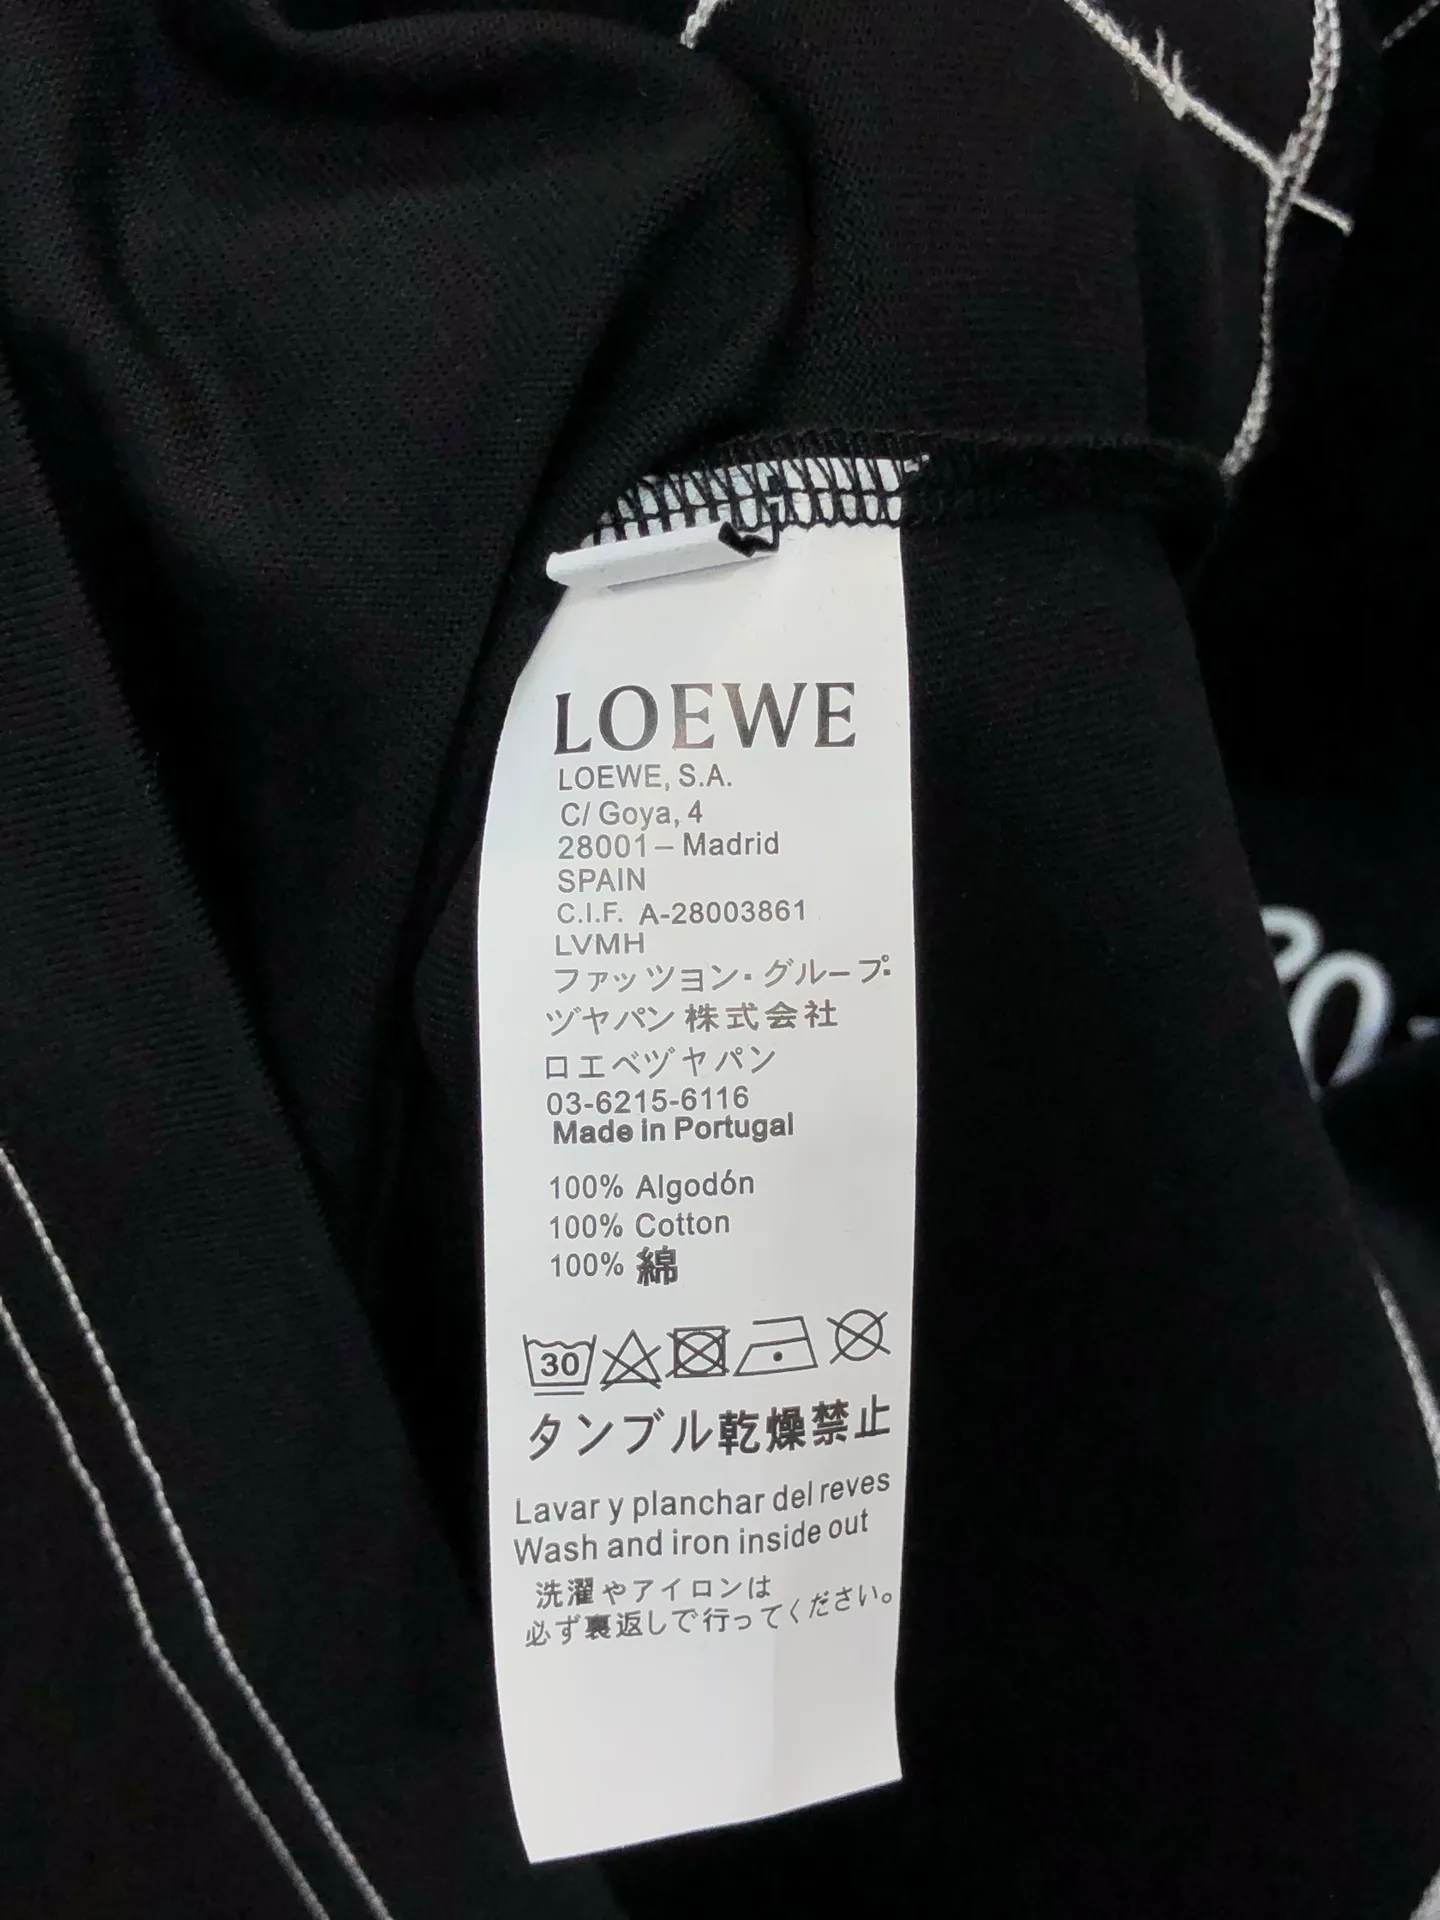 LOEWE
LOEWE, S.A.
C/ Goya, 4
28001 – Madrid
SPAIN
C.I.F. A-28003861
LVMH
ファッツョン・グループ
ヅヤパン 株式会社
ロエベヅヤパン
03-6215-6116
Made in Portugal
100% Algodón
100% Cotton
100% 綿
30
タンブル乾燥禁止
Lavar y planchar del reves
Wash and iron inside out
洗濯やアイロンは
必ず裏返しで行ってください。